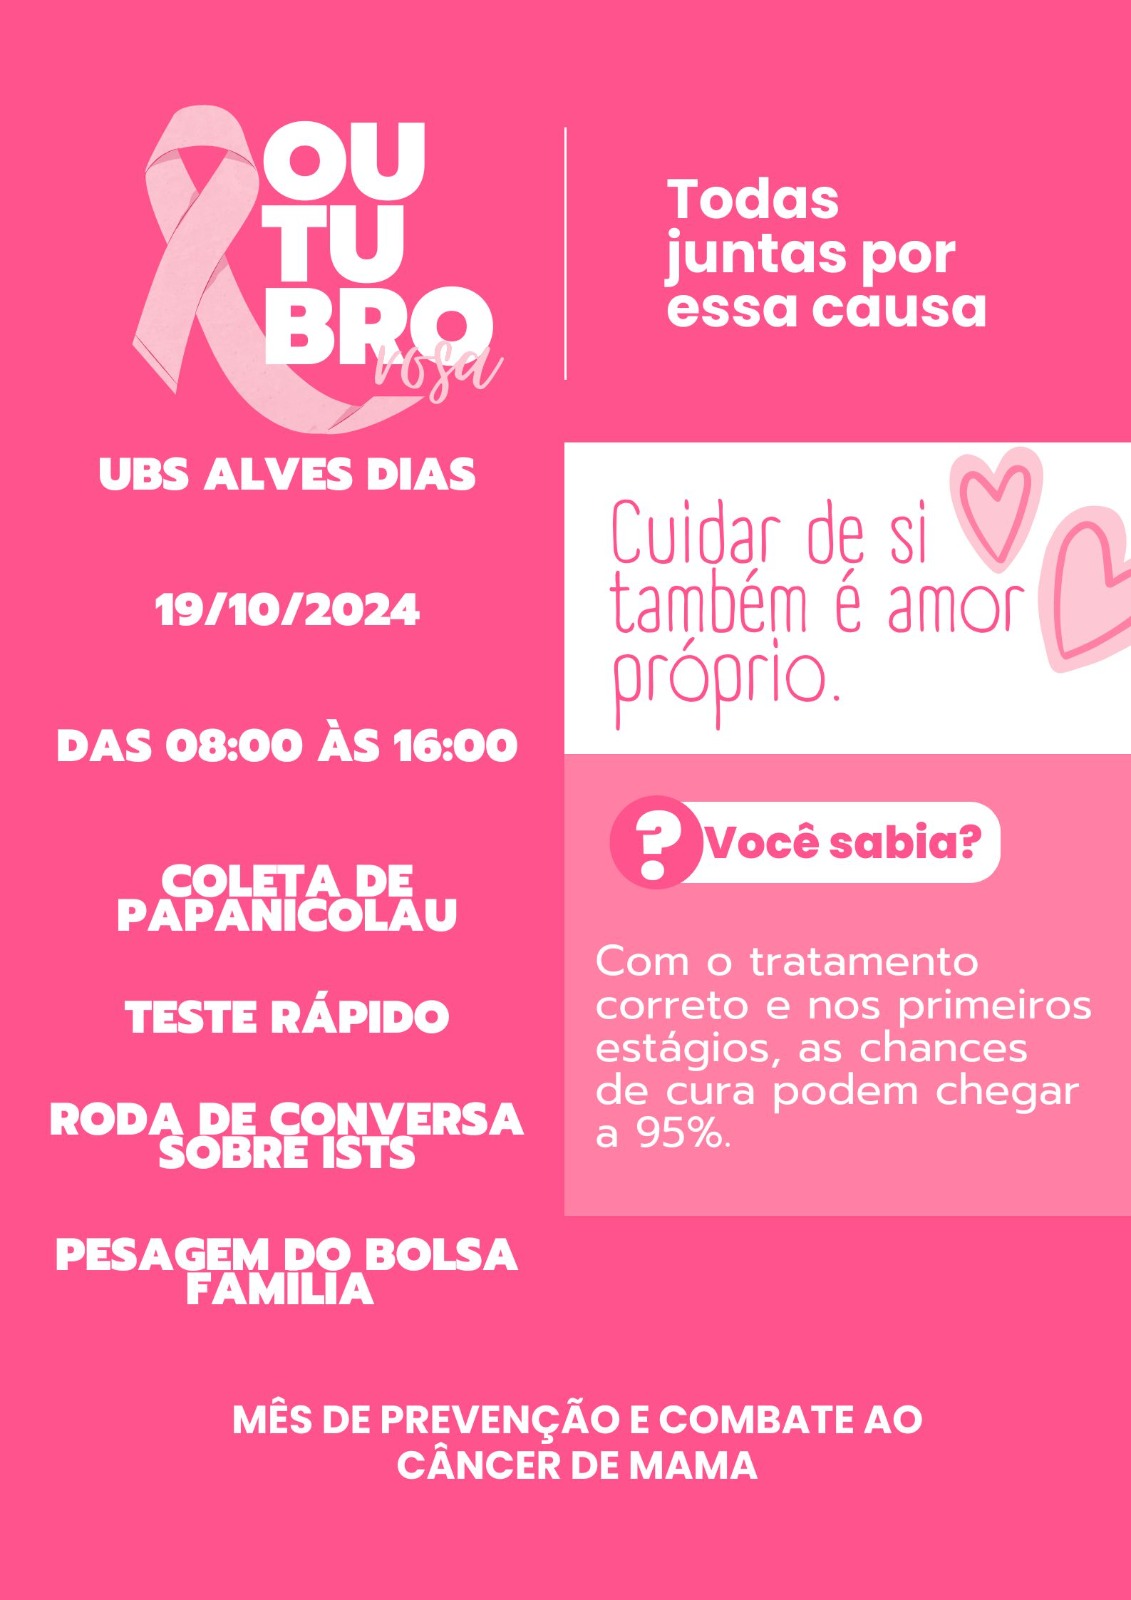 OU
TU
BRO
rosa
Todas
juntas por
essa causa
UBS ALVES DIAS
19/10/2024
DAS 08:00 ÀS 16:00
COLETA DE
PAPANICOLAU
TESTE RÁPIDO
RODA DE CONVERSA
SOBRE ISTS
PESAGEM DO BOLSA
FAMILIA
Cuidar de si
também é amor
próprio.
? Você sabia?
Com o tratamento
correto e nos primeiros
estágios, as chances
de cura podem chegar
a 95%.
MÊS DE PREVENÇÃO E COMBATE AO
CÂNCER DE MAMA